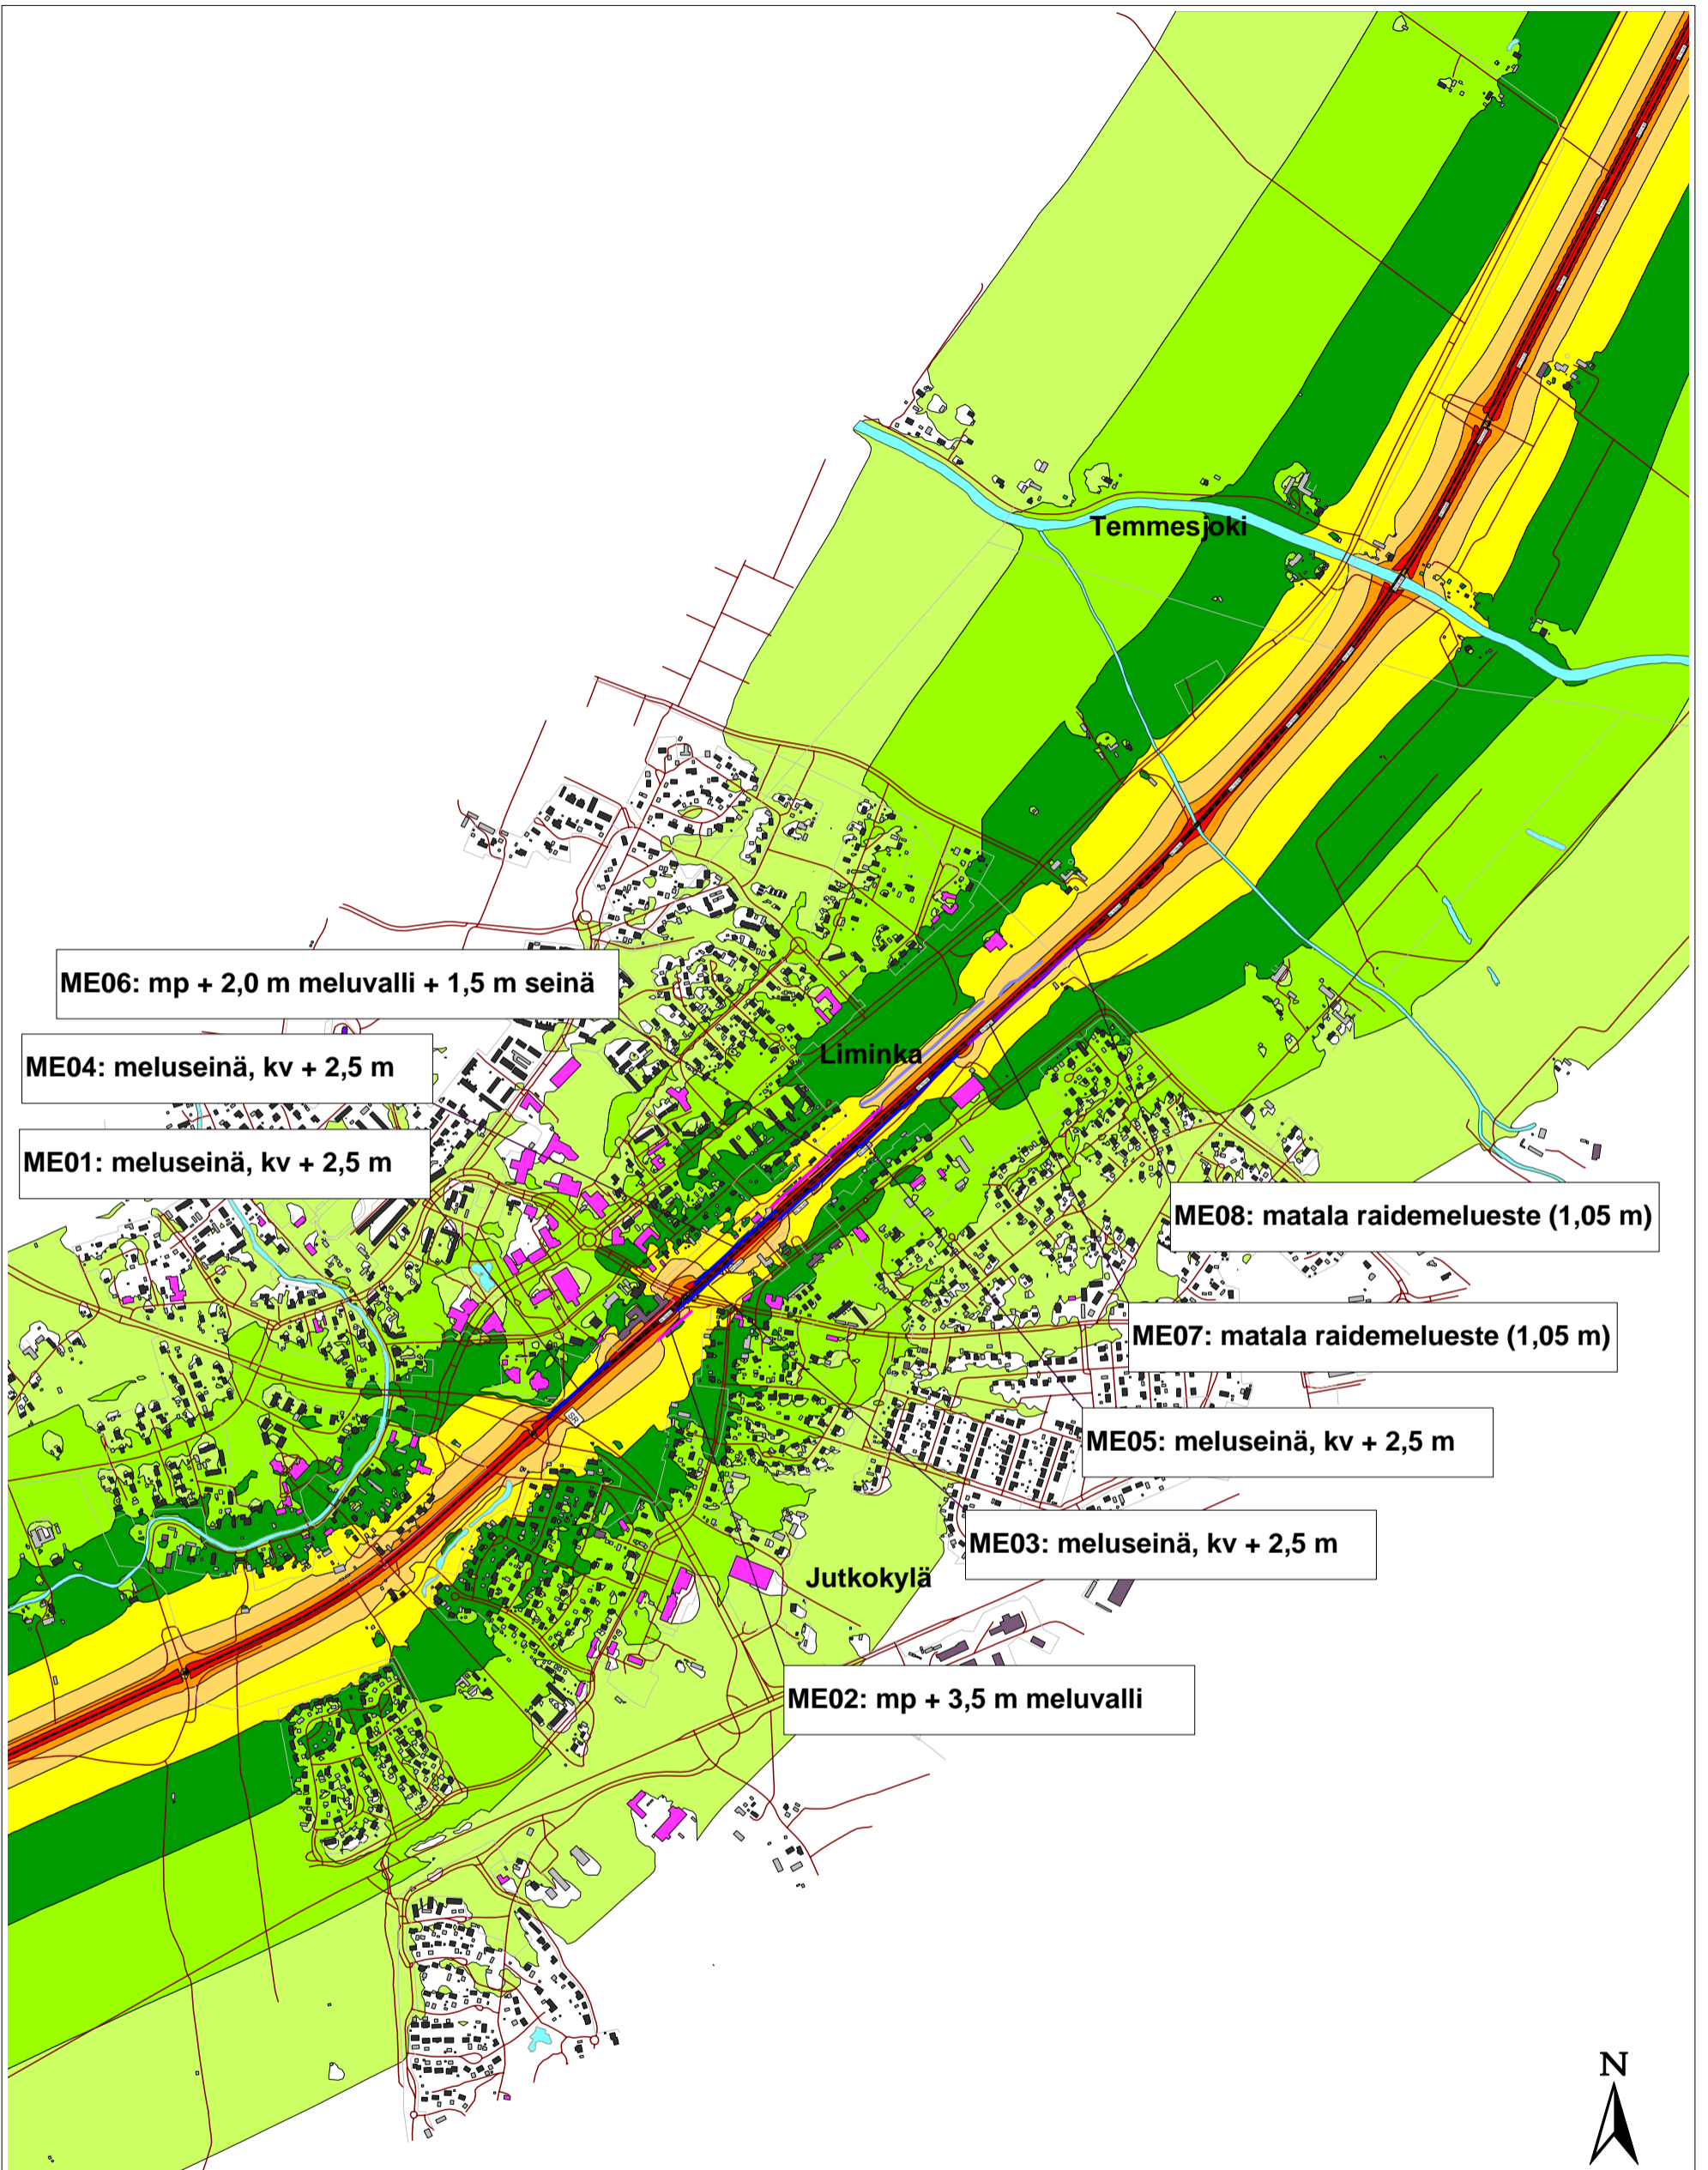 Temmesjoki
ME06: mp + 2,0 m meluvalli + 1,5 m seinä
Liminka
ME04: meluseinä, kv + 2,5 m
ME01: meluseinä, kv + 2,5 m
ME08: matala raidemelueste (1,05 m)
ME07: matala raidemelueste (1,05 m)
SR
ME05: meluseinä, kv + 2,5 m
ME03: meluseinä, kv + 2,5 m
Jutkokylä
ME02: mp + 3,5 m meluvalli
N